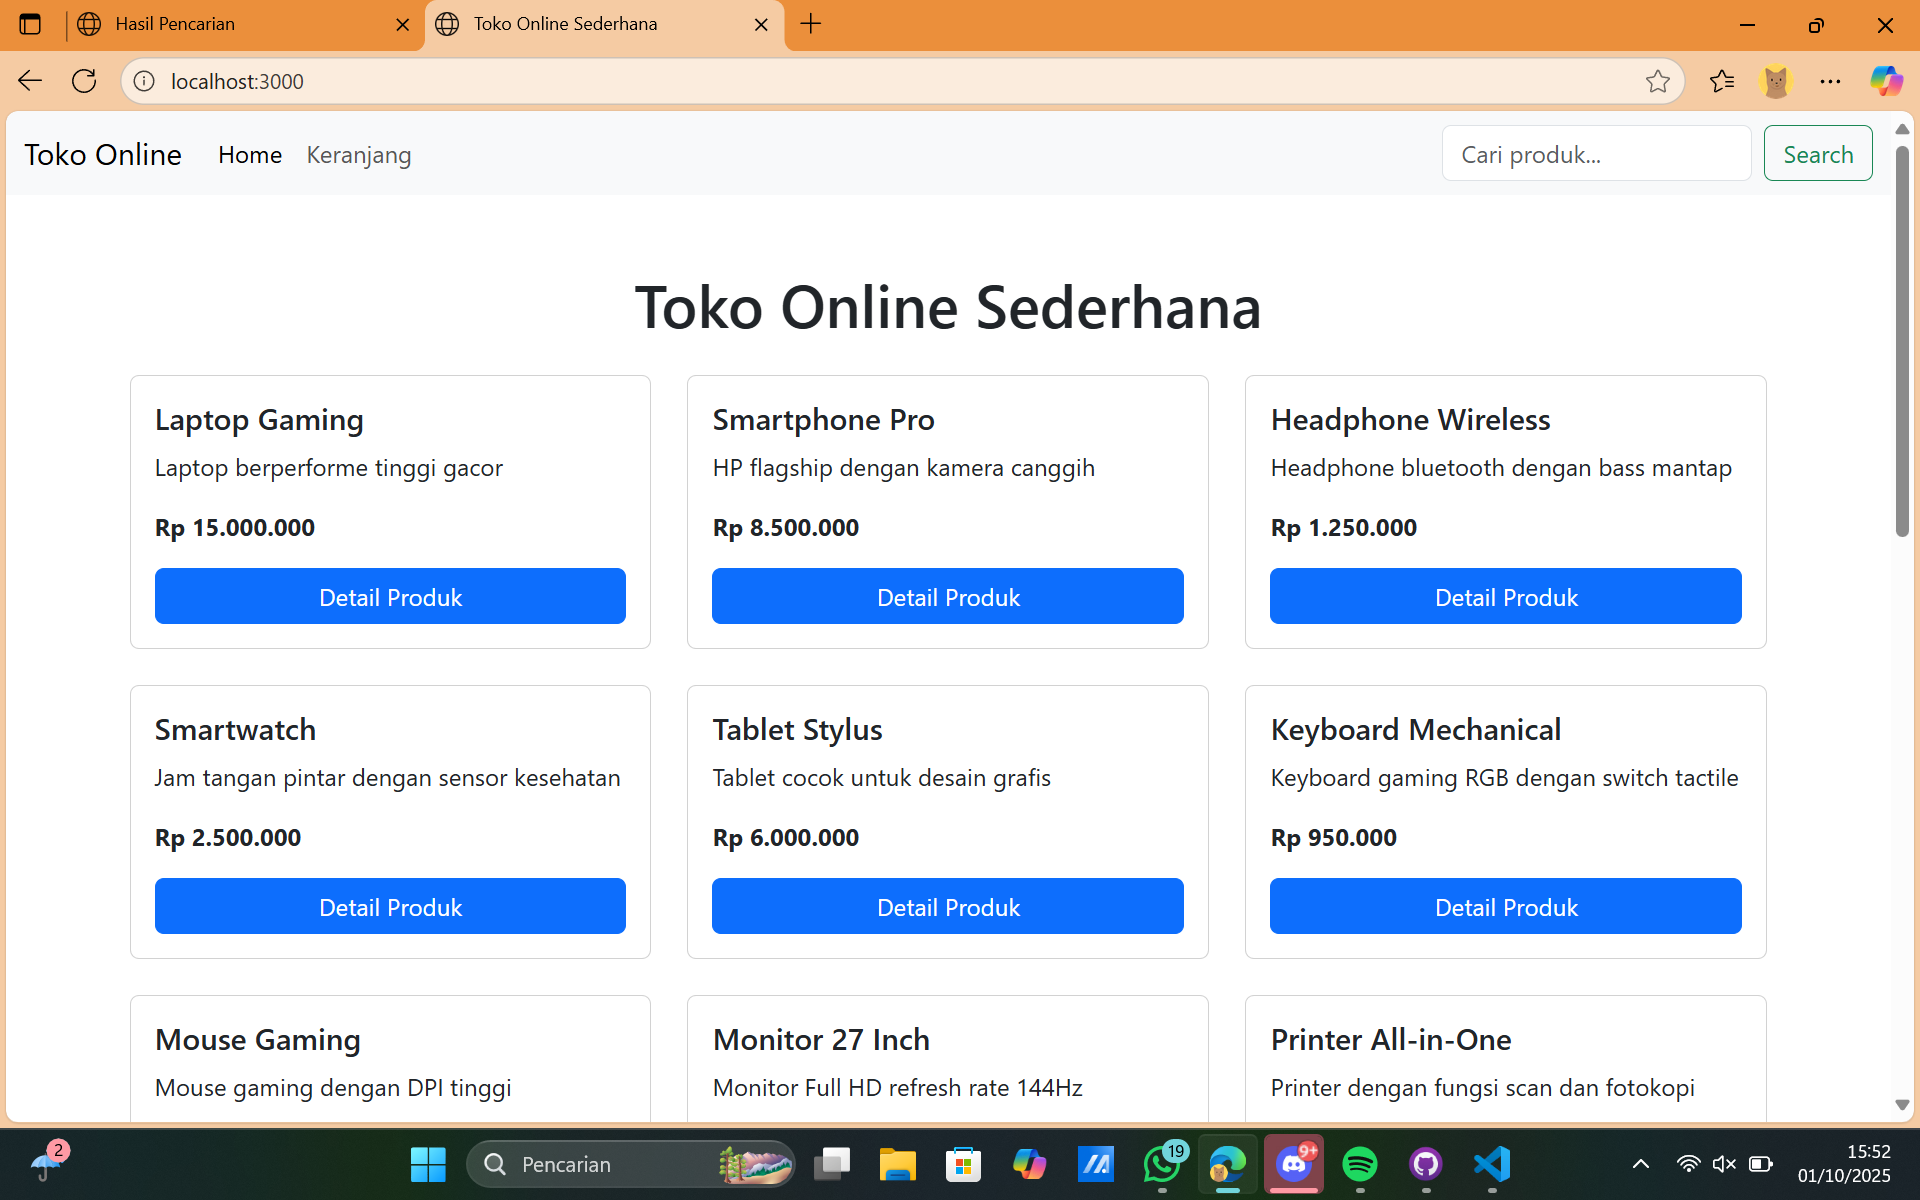 Hasil Pencarian
Toko Online Sederhana
localhost:3000
Toko Online Home Keranjang Cari produk... Search
Toko Online Sederhana
Laptop Gaming
Laptop berperforme tinggi gacor
Rp 15.000.000
Detail Produk
Smartphone Pro
HP flagship dengan kamera canggih
Rp 8.500.000
Detail Produk
Headphone Wireless
Headphone bluetooth dengan bass mantap
Rp 1.250.000
Detail Produk
Smartwatch
Jam tangan pintar dengan sensor kesehatan
Rp 2.500.000
Detail Produk
Tablet Stylus
Tablet cocok untuk desain grafis
Rp 6.000.000
Detail Produk
Keyboard Mechanical
Keyboard gaming RGB dengan switch tactile
Rp 950.000
Detail Produk
Mouse Gaming
Mouse gaming dengan DPI tinggi
Monitor 27 Inch
Monitor Full HD refresh rate 144Hz
Printer All-in-One
Printer dengan fungsi scan dan fotokopi
2
Pencarian
19
9+
15:52
01/10/2025